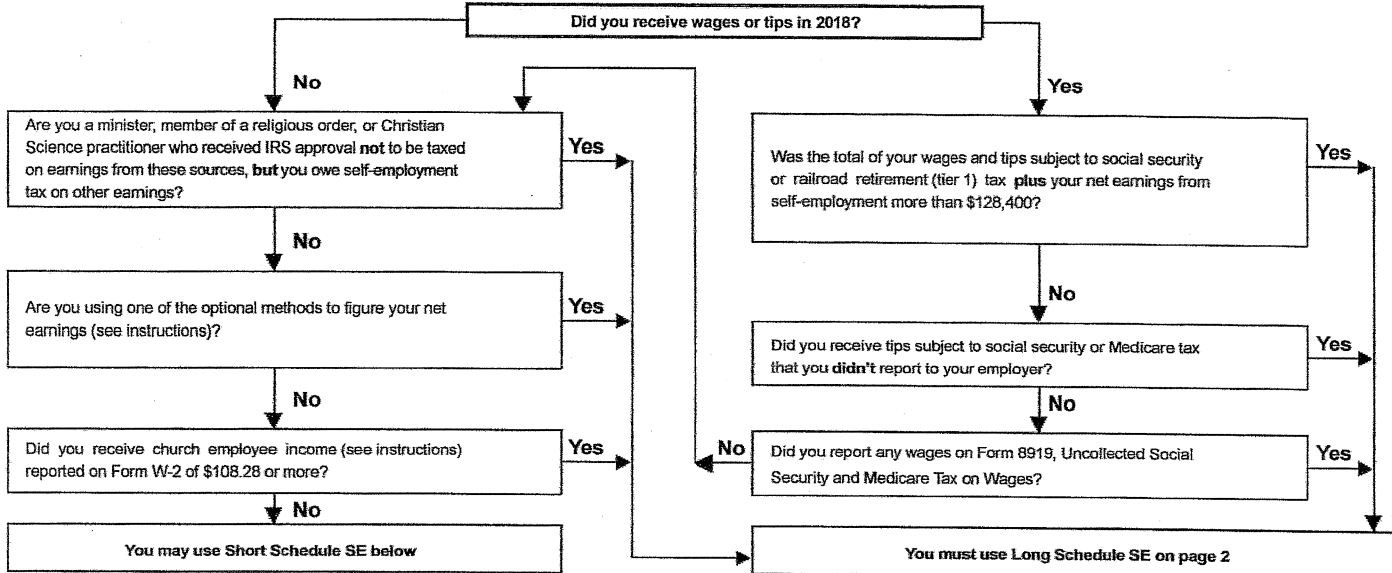 Did you receive wages or tips in 2018?
No
Yes
Are you a minister, member of a religious order, or Christian
Science practitioner who received IRS approval not to be taxed
on earnings from these sources, but you owe self-employment
tax on other earnings?
Yes
No
Are you using one of the optional methods to figure your net
earnings (see instructions)?
Yes
No
Did you receive church employee income (see instructions)
reported on Form W-2 of $108.28 or more?
Yes
No
You may use Short Schedule SE below
Was the total of your wages and tips subject to social security
or railroad retirement (tier 1) tax plus your net earnings from
self-employment more than $128,400?
Yes
No
Did you receive tips subject to social security or Medicare tax
that you didn't report to your employer?
Yes
No
Did you report any wages on Form 8919, Uncollected Social
Security and Medicare Tax on Wages?
No
Yes
You must use Long Schedule SE on page 2